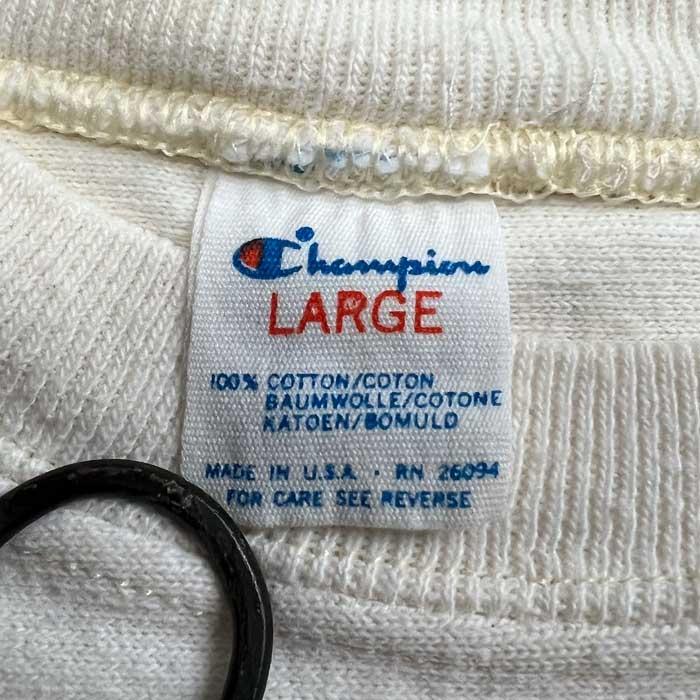 Champion
LARGE
100% COTTON/COTON
BAUMWOLLE/COTONE
KATOEN/BOMULD
MADE IN U.S.A. · RN 26094
FOR CARE SEE REVERSE